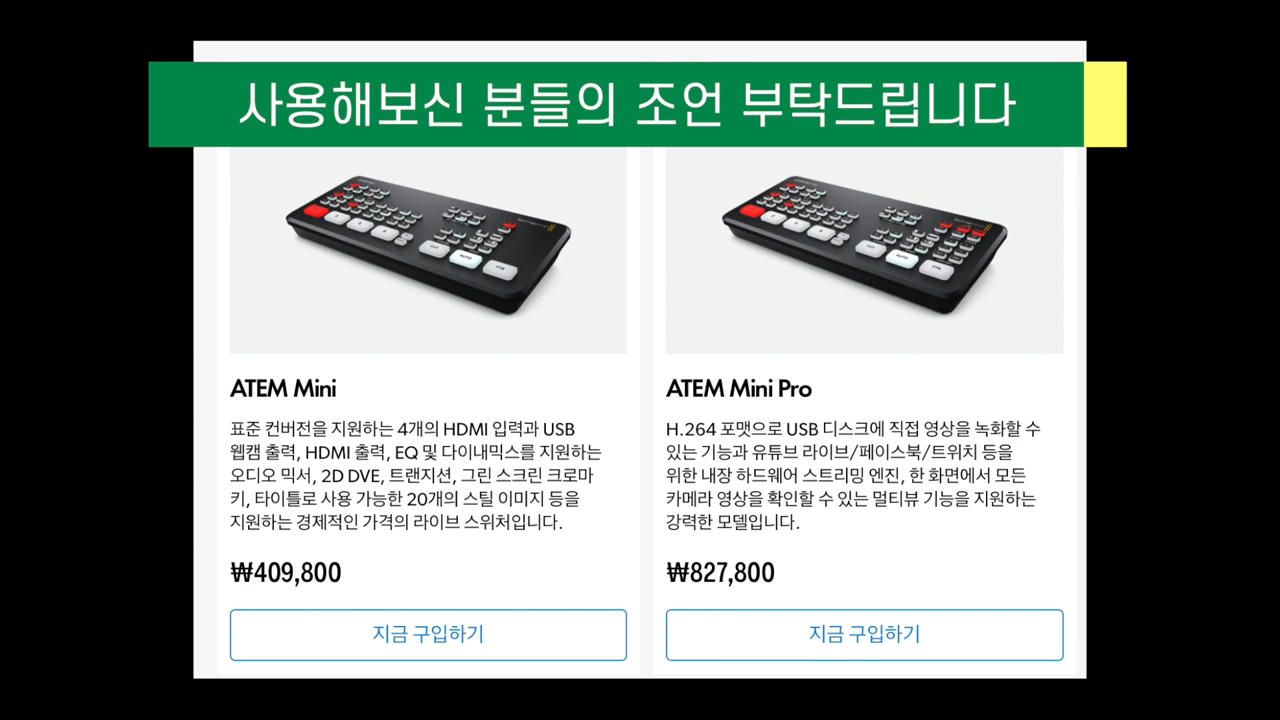 사용해보신 분들의 조언 부탁드립니다
ATEM Mini
표준 컨버전을 지원하는 4개의 HDMI 입력과 USB
웹캠 출력, HDMI 출력, EQ 및 다이내믹스를 지원하는
오디오 믹서, 2D DVE, 트랜지션, 그린 스크린 크로마
키, 타이틀로 사용 가능한 20개의 스틸 이미지 등을
지원하는 경제적인 가격의 라이브 스위처입니다.
₩409,800
지금 구입하기
ATEM Mini Pro
H.264 포맷으로 USB 디스크에 직접 영상을 녹화할 수
있는 기능과 유튜브 라이브/페이스북/트위치 등을
위한 내장 하드웨어 스트리밍 엔진, 한 화면에서 모든
카메라 영상을 확인할 수 있는 멀티뷰 기능을 지원하는
강력한 모델입니다.
₩827,800
지금 구입하기